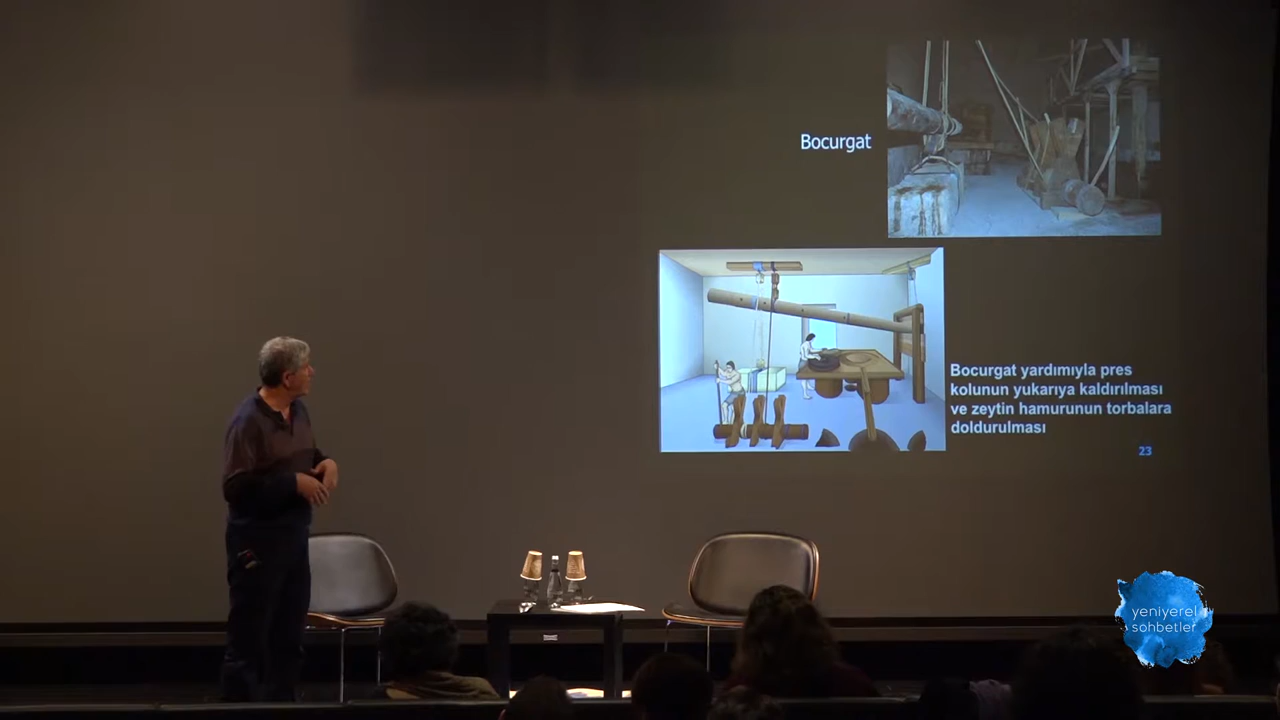 Bocurgat
Bocurgat yardımıyla pres
kolunun yukarıya kaldırılması
ve zeytin hamurunun torbalara
doldurulması
23
yeniyerel
sohbetler